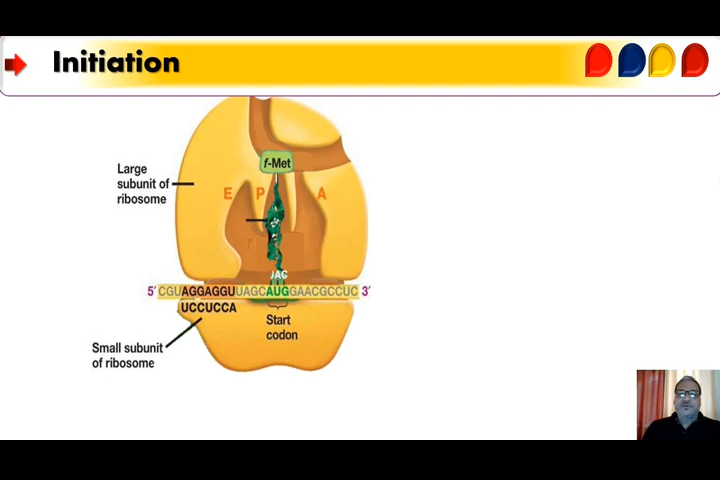 Initiation
f-Met
Large
subunit of
ribosome
E P A
UAC
5' CGUAGGAGGUUAGCAUGGAACGCCUC 3'
UCCUCCA
Start
codon
Small subunit
of ribosome